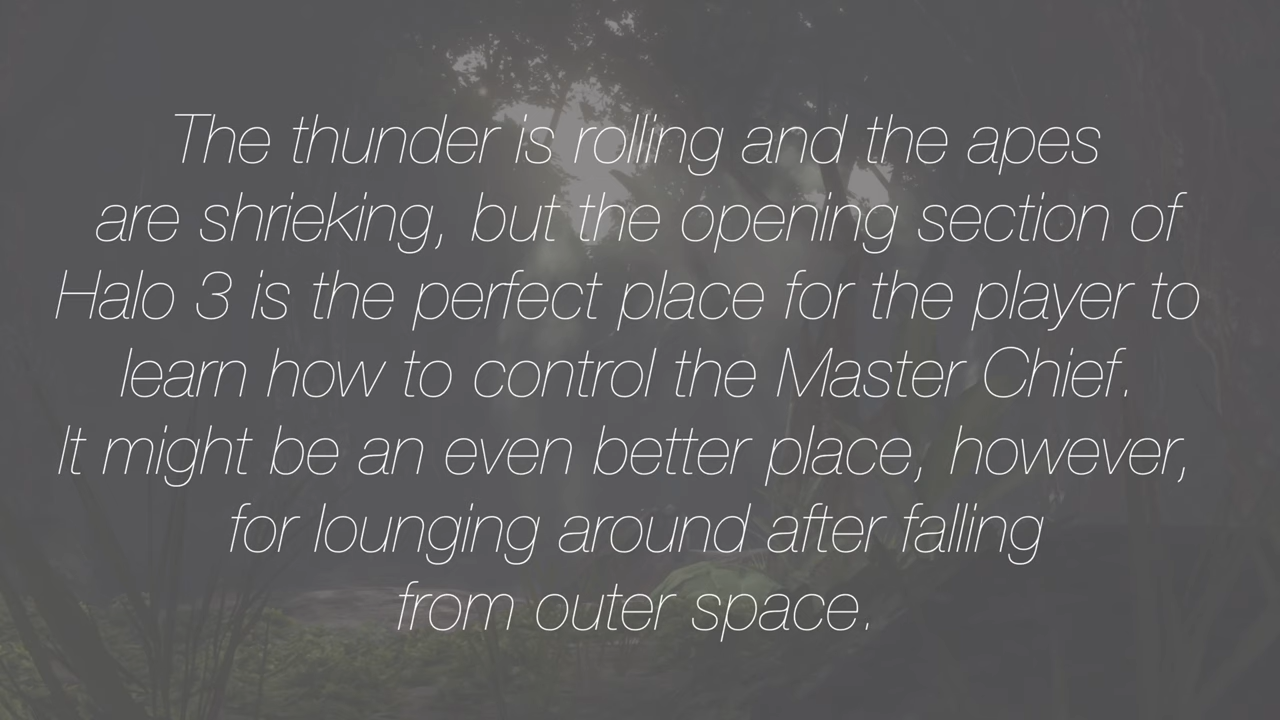 The thunder is rolling and the apes
are shrieking, but the opening section of
Halo 3 is the perfect place for the player to
learn how to control the Master Chief.
It might be an even better place, however,
for lounging around after falling
from outer space.